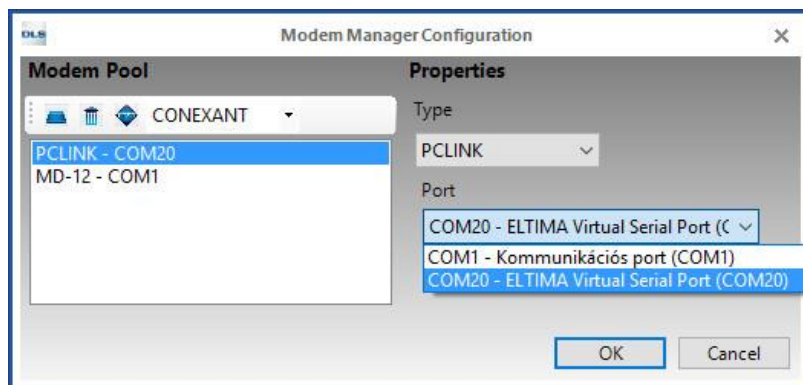 DLS
Modem Manager Configuration
Modem Pool
CONEXANT
PCLINK - COM20
MD-12 - COM1
Properties
Type
PCLINK
Port
COM20 - ELTIMA Virtual Serial Port (C
COM1 - Kommunikációs port (COM1)
COM20 - ELTIMA Virtual Serial Port (COM20)
OK
Cancel